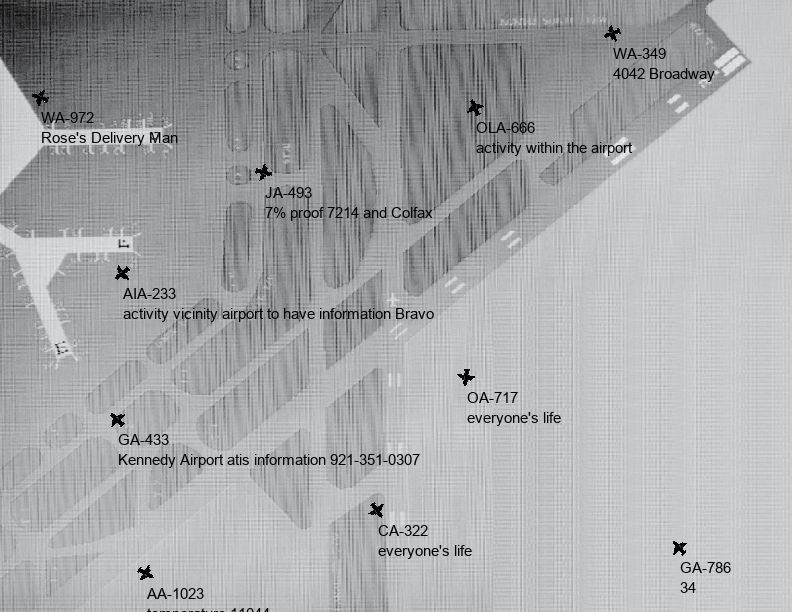 WA-349
4042 Broadway
WA-972
Rose's Delivery Man
OLA-666
activity within the airport
JA-493
7% proof 7214 and Colfax
AIA-233
activity vicinity airport to have information Bravo
OA-717
everyone's life
GA-433
Kennedy Airport atis information 921-351-0307
CA-322
everyone's life
GA-786
34
AA-1023
temperature 11044